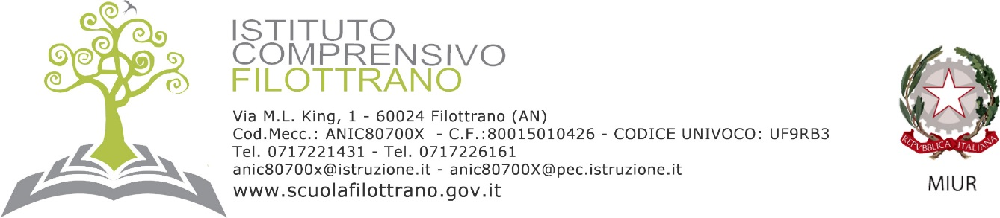 ISTITUTO
COMPRENSIVO
FILOTTRANO
Via M.L. King, 1 - 60024 Filottrano (AN)
Cod.Mecc.: ANIC80700X - C.F.:80015010426 - CODICE UNIVOCO: UF9RB3
Tel. 0717221431 - Tel. 0717226161
anic80700x@istruzione.it - anic80700X@pec.istruzione.it
www.scuolafilottrano.gov.it
REPVBBLICA ITALIANA
MIUR